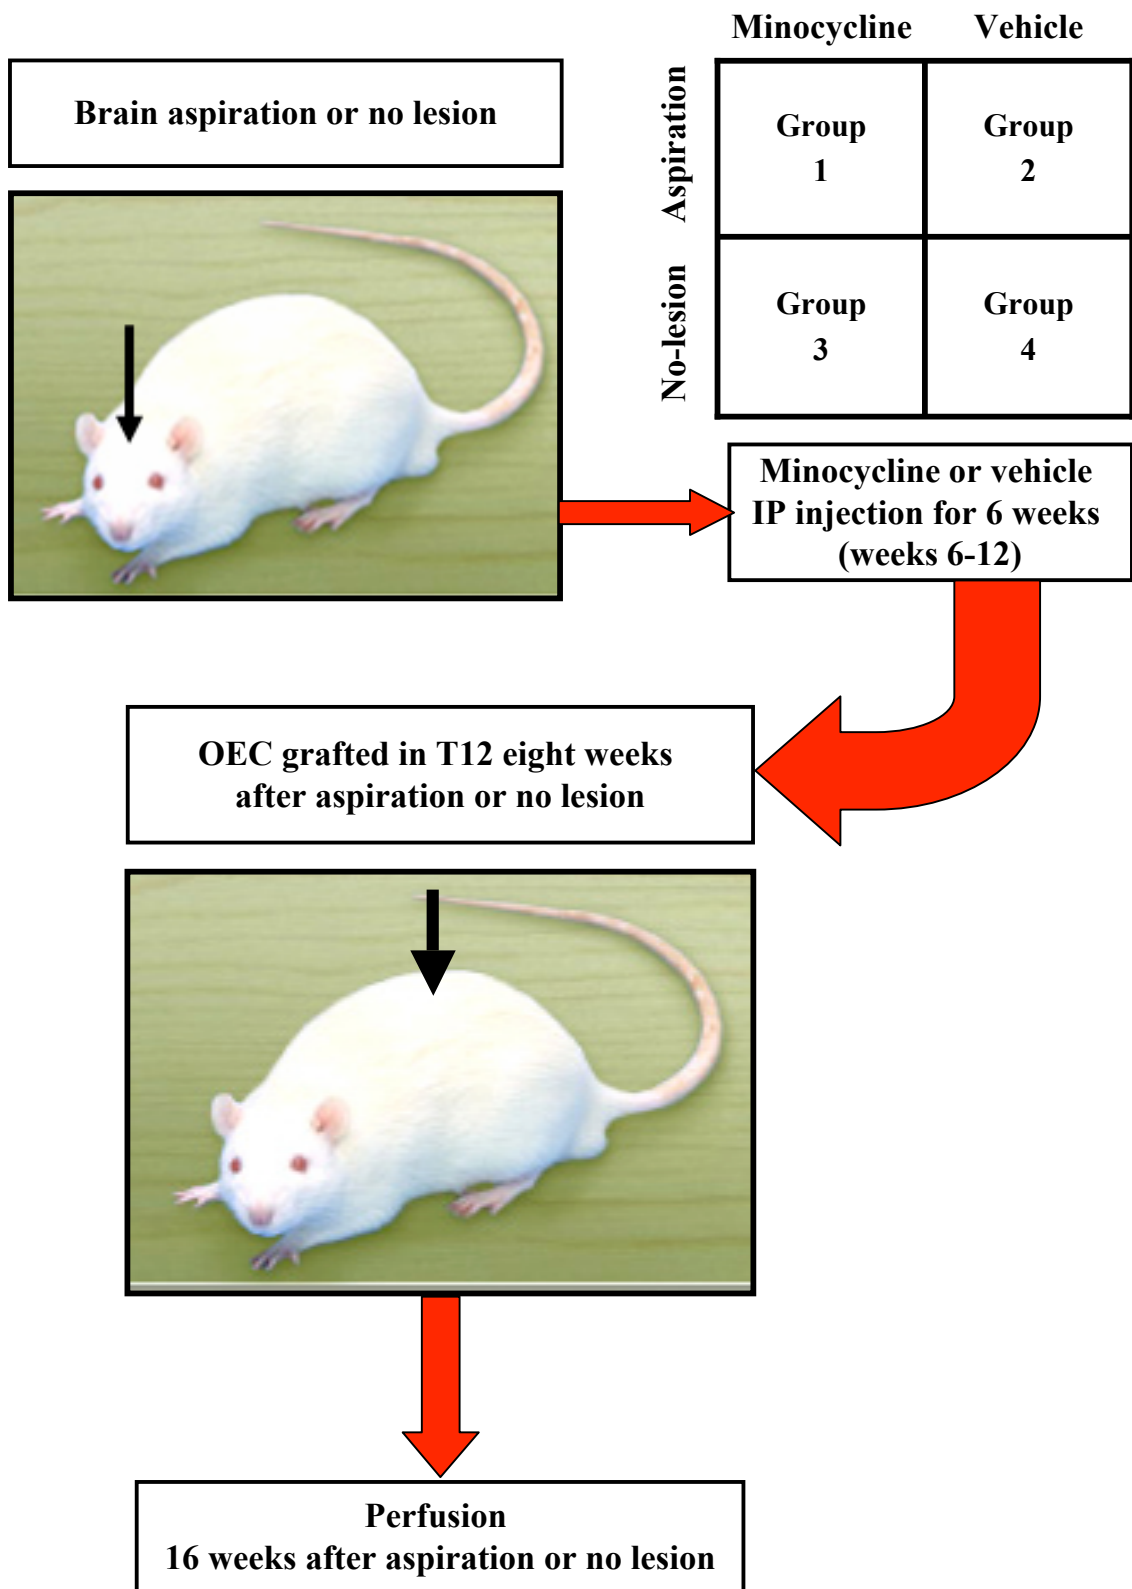 Minocycline Vehicle
Brain aspiration or no lesion
Aspiration
Group
1
Group
2
No-lesion
Group
3
Group
4
Minocycline or vehicle
IP injection for 6 weeks
(weeks 6-12)
OEC grafted in T12 eight weeks
after aspiration or no lesion
Perfusion
16 weeks after aspiration or no lesion